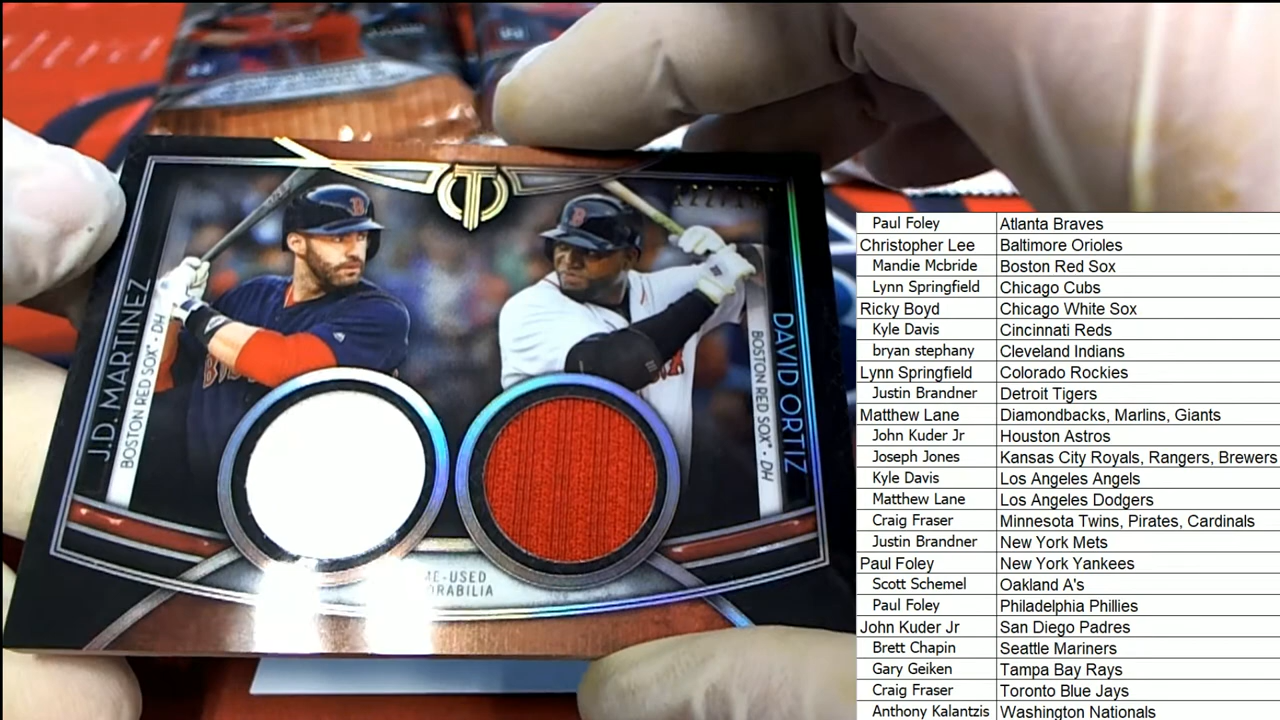 J.D. MARTINEZ
BOSTON RED SOX • DH
DAVID ORTIZ
BOSTON RED SOX • DH
ME-USED
ORABILIA
Paul Foley Atlanta Braves
Christopher Lee Baltimore Orioles
Mandie Mcbride Boston Red Sox
Lynn Springfield Chicago Cubs
Ricky Boyd Chicago White Sox
Kyle Davis Cincinnati Reds
bryan stephany Cleveland Indians
Lynn Springfield Colorado Rockies
Justin Brandner Detroit Tigers
Matthew Lane Diamondbacks, Marlins, Giants
John Kuder Jr Houston Astros
Joseph Jones Kansas City Royals, Rangers, Brewers
Kyle Davis Los Angeles Angels
Matthew Lane Los Angeles Dodgers
Craig Fraser Minnesota Twins, Pirates, Cardinals
Justin Brandner New York Mets
Paul Foley New York Yankees
Scott Schemel Oakland A's
Paul Foley Philadelphia Phillies
John Kuder Jr San Diego Padres
Brett Chapin Seattle Mariners
Gary Geiken Tampa Bay Rays
Craig Fraser Toronto Blue Jays
Anthony Kalantzis Washington Nationals